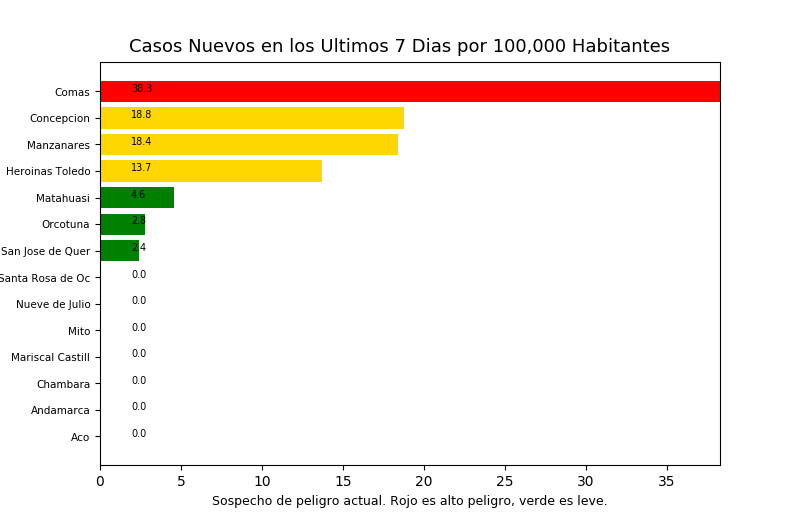 Casos Nuevos en los Ultimos 7 Dias por 100,000 Habitantes
Comas 38.3
Concepcion 18.8
Manzanares 18.4
Heroinas Toledo 13.7
Matahuasi 4.6
Orcotuna 2.8
San Jose de Quer 2.4
Santa Rosa de Oc 0.0
Nueve de Julio 0.0
Mito 0.0
Mariscal Castill 0.0
Chambara 0.0
Andamarca 0.0
Aco 0.0
0 5 10 15 20 25 30 35
Sospecho de peligro actual. Rojo es alto peligro, verde es leve.